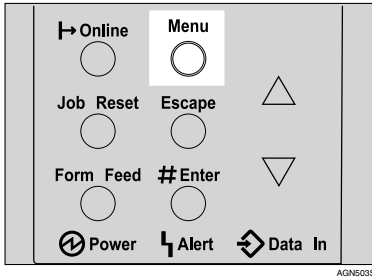 Online Menu
Job Reset Escape
Form Feed #Enter
Power Alert Data In
AGN503S